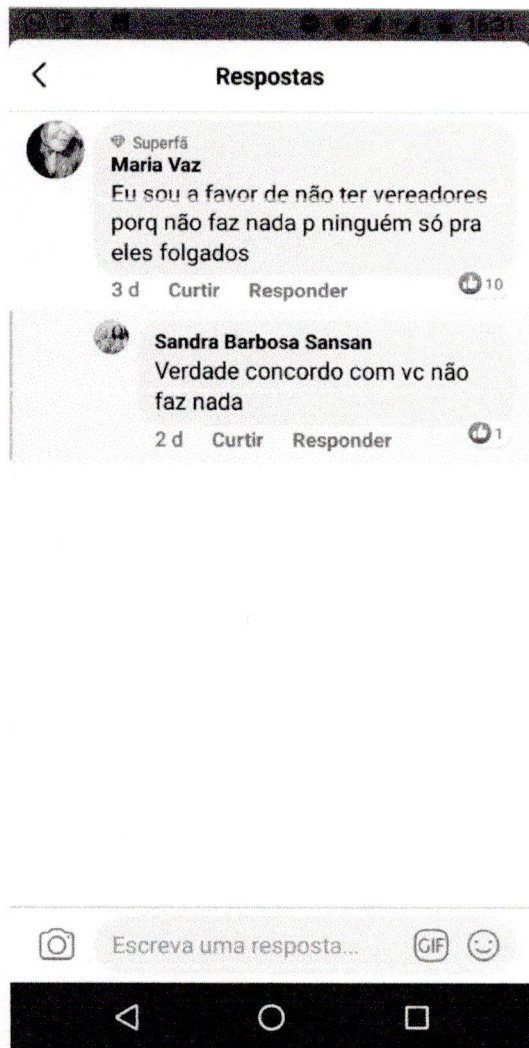 16:31
Respostas
Superfã
Maria Vaz
Eu sou a favor de não ter vereadores
porq não faz nada p ninguém só pra
eles folgados
3 d Curtir Responder 10
Sandra Barbosa Sansan
Verdade concordo com vc não
faz nada
2 d Curtir Responder 1
Escreva uma resposta... GIF